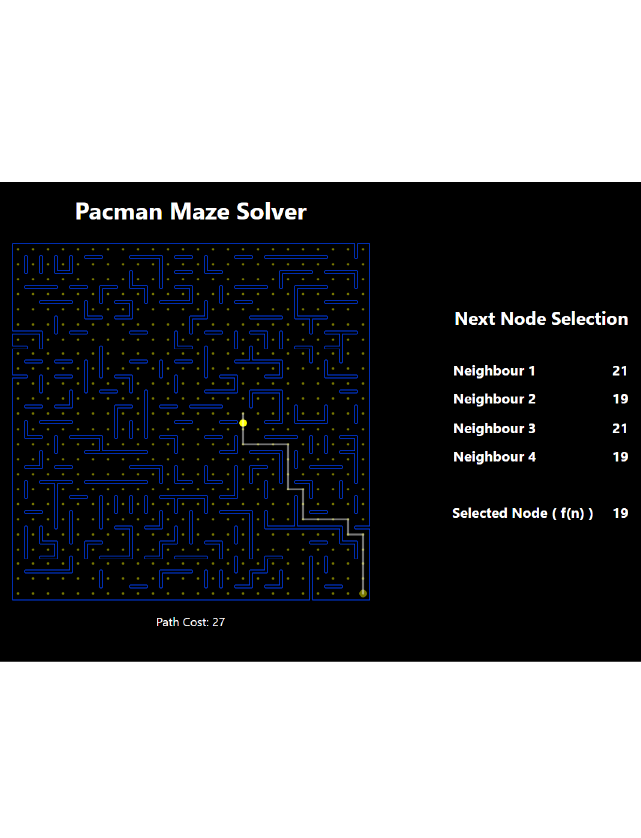 Pacman Maze Solver
Next Node Selection
Neighbour 1 21
Neighbour 2 19
Neighbour 3 21
Neighbour 4 19
Selected Node ( f(n) ) 19
Path Cost: 27